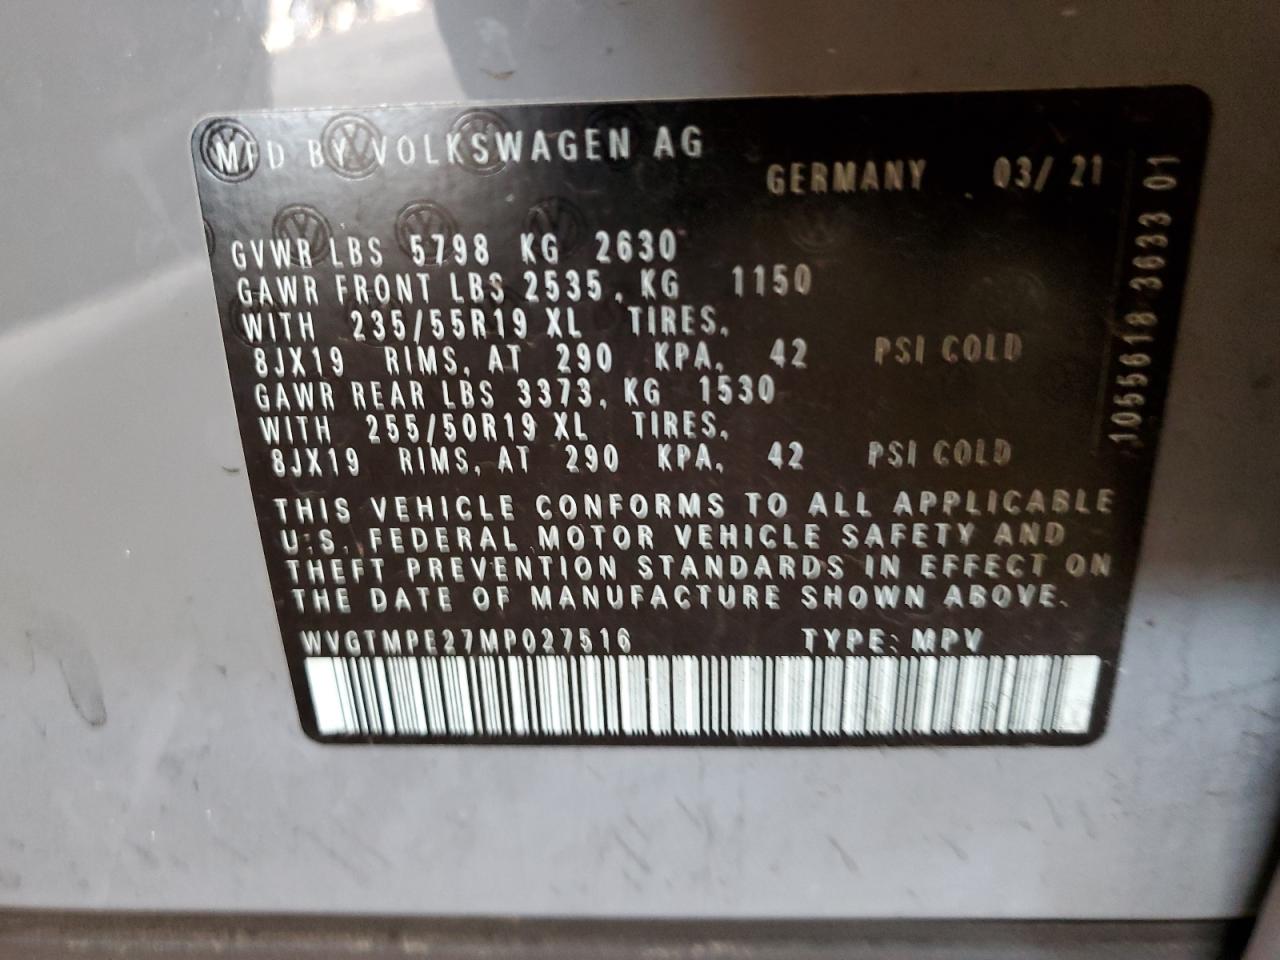 MFD BY VOLKSWAGEN AG
GERMANY 03/ 21
GVWR LBS 5798 KG 2630
GAWR FRONT LBS 2535, KG 1150
WITH 235/55R19 XL TIRES,
8JX19 RIMS, AT 290 KPA, 42 PSI COLD
GAWR REAR LBS 3373, KG 1530
WITH 255/50R19 XL TIRES,
8JX19 RIMS, AT 290 KPA, 42 PSI COLD
THIS VEHICLE CONFORMS TO ALL APPLICABLE
U.S. FEDERAL MOTOR VEHICLE SAFETY AND
THEFT PREVENTION STANDARDS IN EFFECT ON
THE DATE OF MANUFACTURE SHOWN ABOVE.
WVGTMPE27MP027516 TYPE: MPV
1055618 3633 01